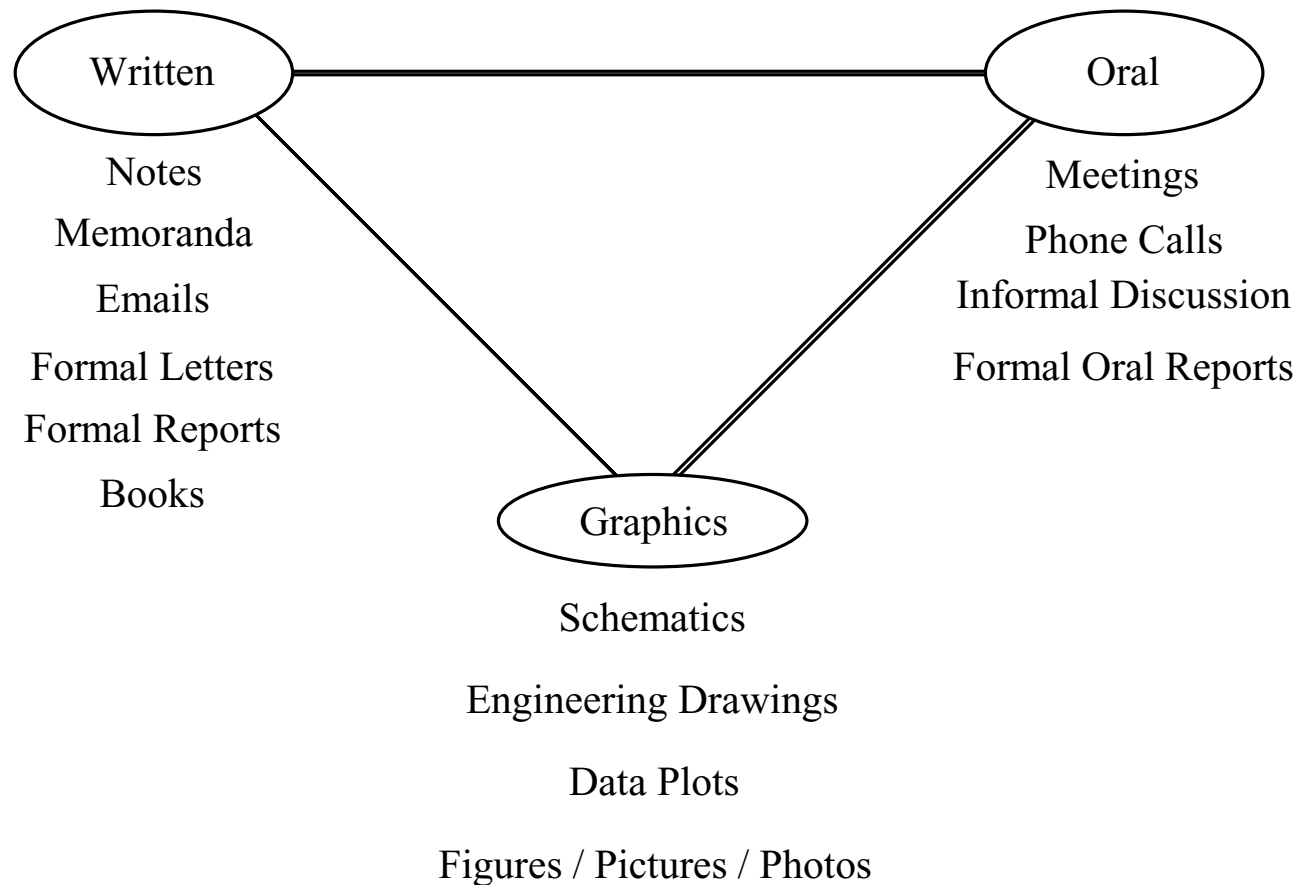 Written
Notes
Memoranda
Emails
Formal Letters
Formal Reports
Books
Oral
Meetings
Phone Calls
Informal Discussion
Formal Oral Reports
Graphics
Schematics
Engineering Drawings
Data Plots
Figures / Pictures / Photos